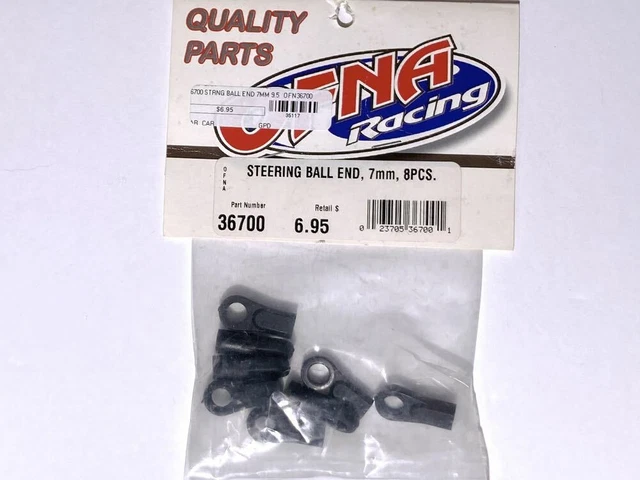 QUALITY
PARTS
OFNA
Racing
6700 STRNG BALL END 7MM 9.5 OFN36700
$6.95
36117
CAR
GPD
OFNA
STEERING BALL END, 7mm, 8PCS.
Part Number
Retail $
36700
6.95
0 23705 36700 1